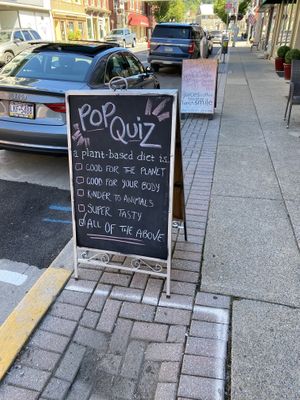 POP
QUIZ
a plant-based diet is:
GOOD FOR THE PLANET
GOOD FOR YOUR BODY
KINDER TO ANIMALS
SUPER TASTY
ALL OF THE ABOVE
smile